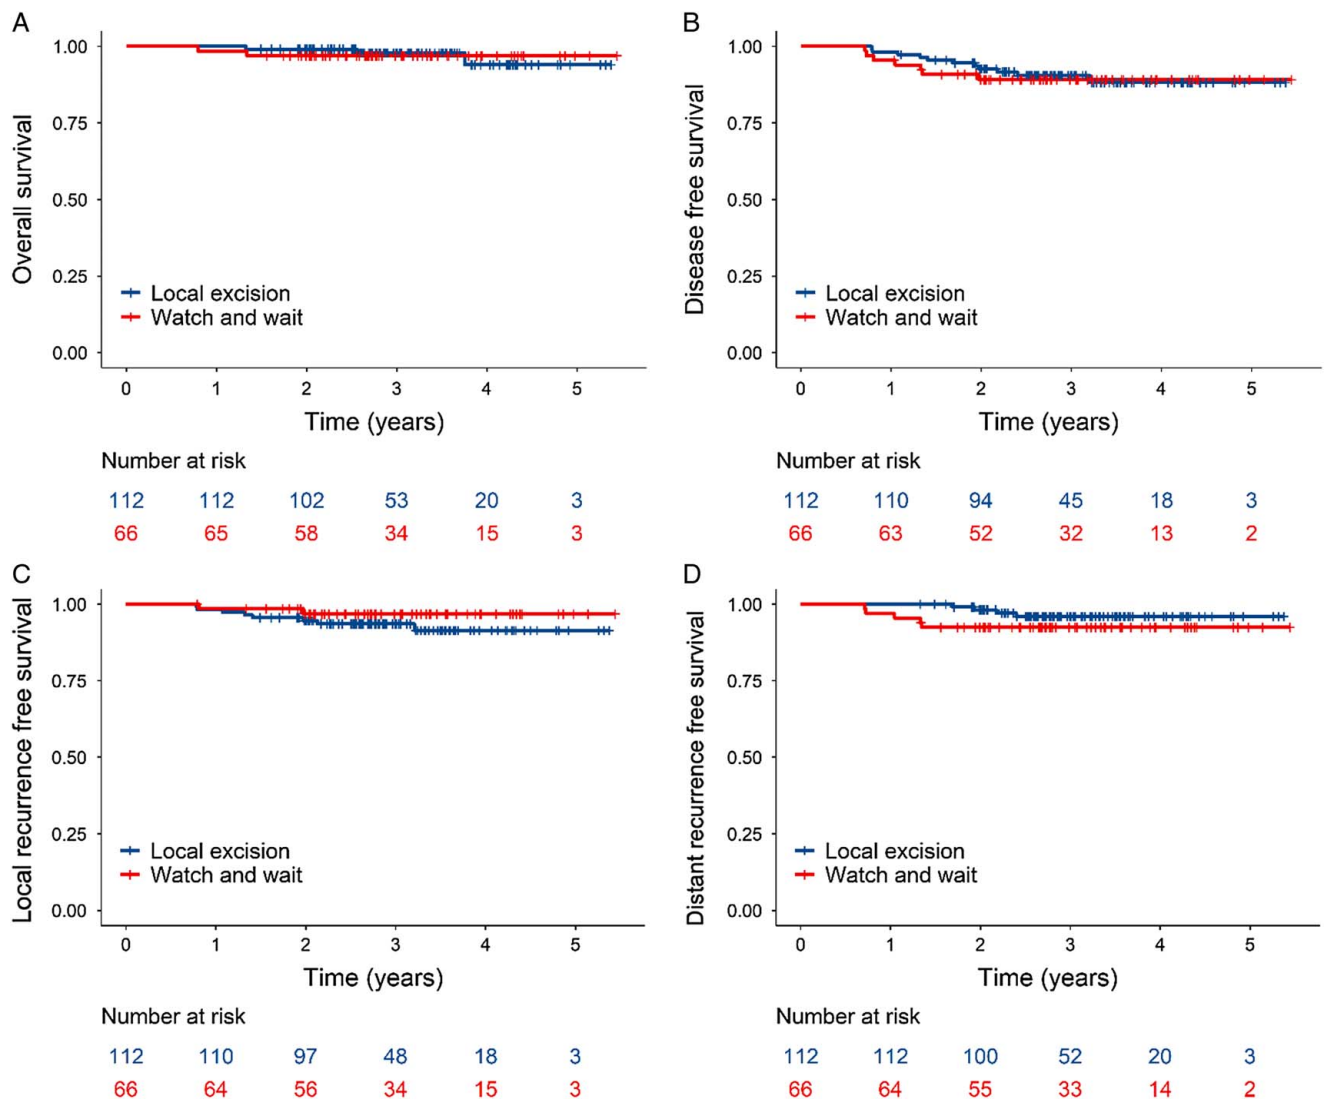 A
Overall survival
1.00
0.75
0.50
0.25
0.00
Local excision
Watch and wait
0 1 2 3 4 5
Time (years)
Number at risk
112 112 102 53 20 3
66 65 58 34 15 3
B
Disease free survival
1.00
0.75
0.50
0.25
0.00
Local excision
Watch and wait
0 1 2 3 4 5
Time (years)
Number at risk
112 110 94 45 18 3
66 63 52 32 13 2
C
Local recurrence free survival
1.00
0.75
0.50
0.25
0.00
Local excision
Watch and wait
0 1 2 3 4 5
Time (years)
Number at risk
112 110 97 48 18 3
66 64 56 34 15 3
D
Distant recurrence free survival
1.00
0.75
0.50
0.25
0.00
Local excision
Watch and wait
0 1 2 3 4 5
Time (years)
Number at risk
112 112 100 52 20 3
66 64 55 33 14 2